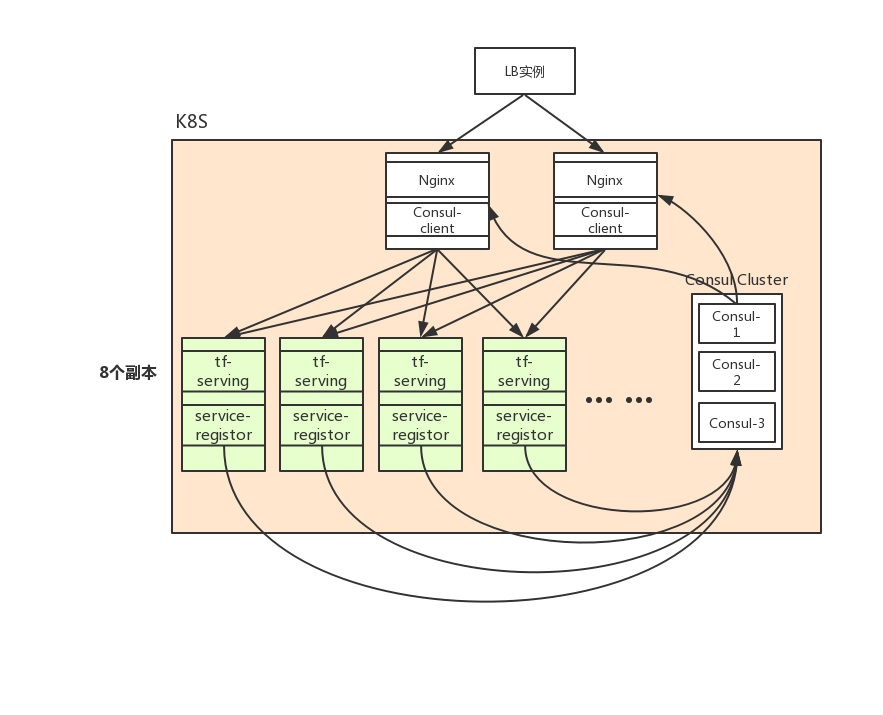 LB实例
K8S
Nginx
Consul-
client
Nginx
Consul-
client
Consul Cluster
Consul-
1
Consul-
2
Consul-3
8个副本
tf-
serving
service-
registor
tf-
serving
service-
registor
tf-
serving
service-
registor
tf-
serving
service-
registor
••• •••